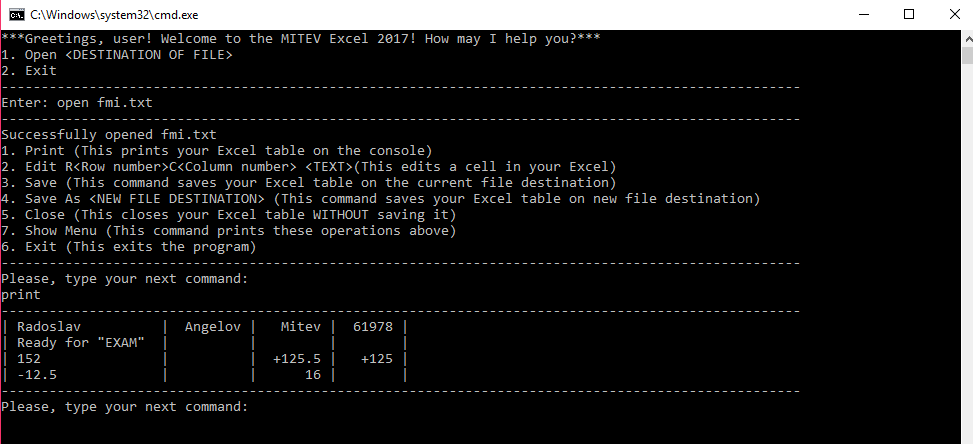 C:\Windows\system32\cmd.exe
***Greetings, user! Welcome to the MITEV Excel 2017! How may I help you?***
1. Open <DESTINATION OF FILE>
2. Exit
----------------------------------------------------------------------------------------------------
Enter: open fmi.txt
----------------------------------------------------------------------------------------------------
Successfully opened fmi.txt
1. Print (This prints your Excel table on the console)
2. Edit R<Row number>C<Column number> <TEXT>(This edits a cell in your Excel)
3. Save (This command saves your Excel table on the current file destination)
4. Save As <NEW FILE DESTINATION> (This command saves your Excel table on new file destination)
5. Close (This closes your Excel table WITHOUT saving it)
7. Show Menu (This command prints these operations above)
6. Exit (This exits the program)
----------------------------------------------------------------------------------------------------
Please, type your next command:
print
----------------------------------------------------------------------------------------------------
| Radoslav          |  Angelov |   Mitev |  61978 |
| Ready for "EXAM"  |          |         |        |
| 152               |          |  +125.5 |   +125 |
| -12.5             |          |      16 |        |
----------------------------------------------------------------------------------------------------
Please, type your next command: